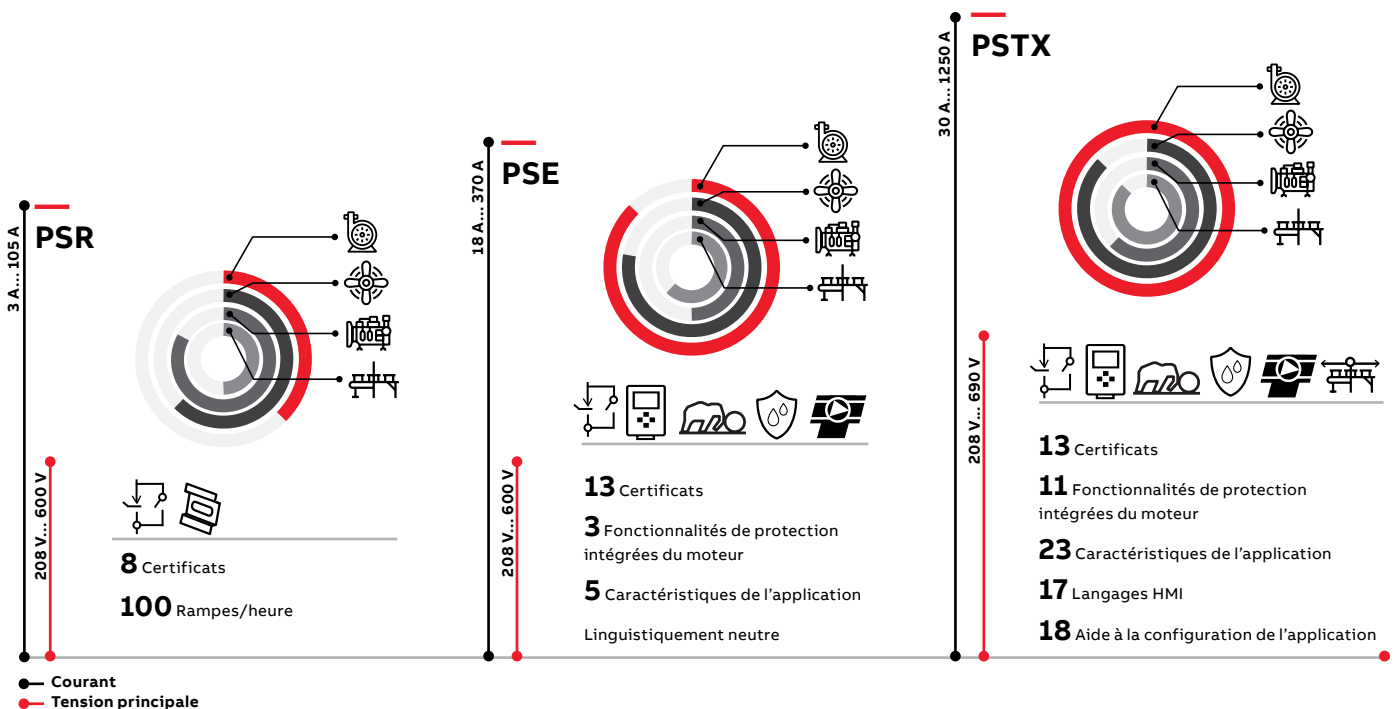 PSR
3 A... 105 A
208 V... 600 V
8 Certificats
100 Rampes/heure
PSE
18 A... 370 A
208 V... 600 V
13 Certificats
3 Fonctionnalités de protection
intégrées du moteur
5 Caractéristiques de l'application
Linguistiquement neutre
PSTX
30 A... 1250 A
208 V... 690 V
13 Certificats
11 Fonctionnalités de protection
intégrées du moteur
23 Caractéristiques de l'application
17 Langages HMI
18 Aide à la configuration de l'application
Courant
Tension principale